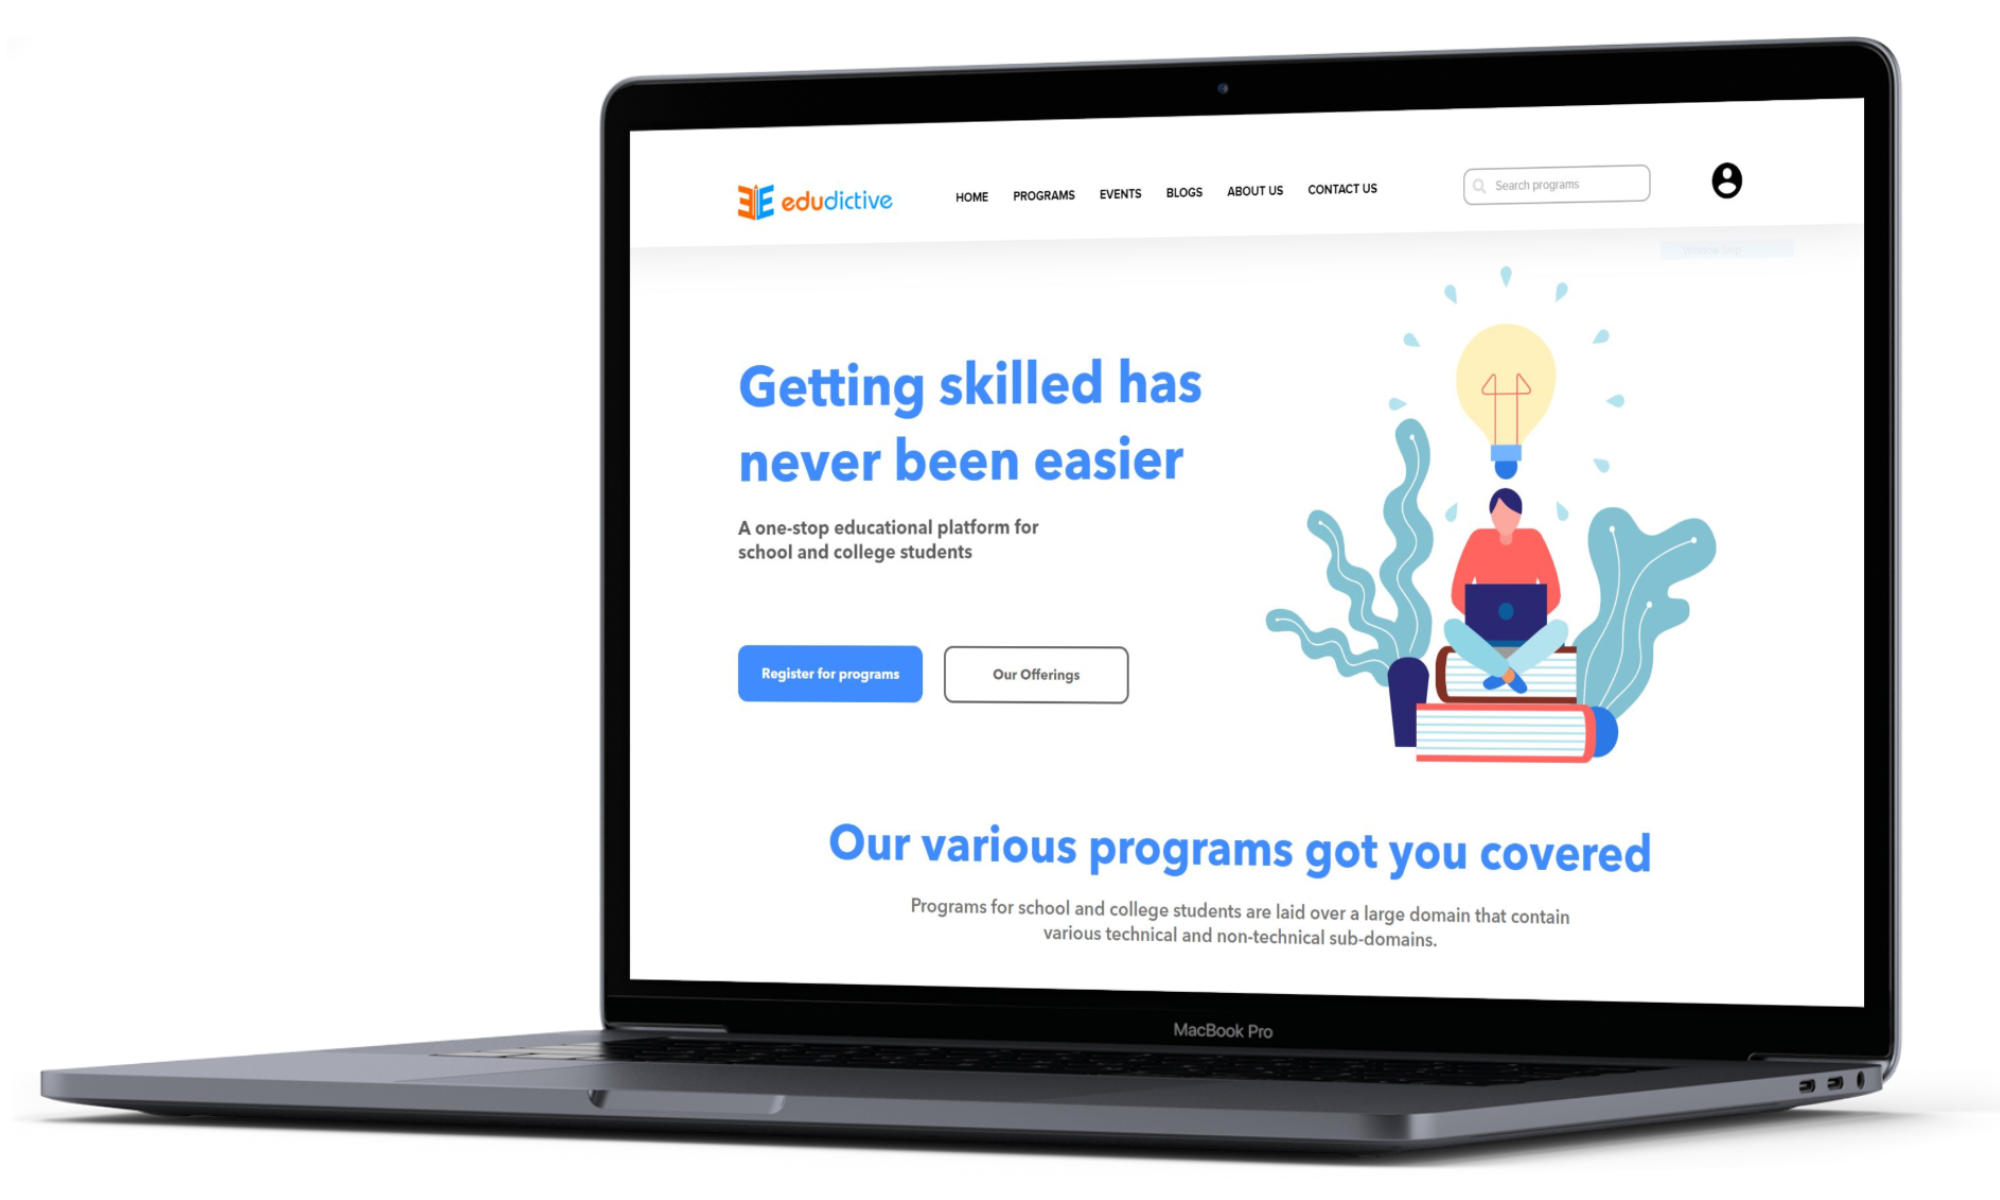 edudictive
HOME PROGRAMS EVENTS BLOGS ABOUT US CONTACT US
Search programs
Window Snip
Getting skilled has
never been easier
A one-stop educational platform for
school and college students
Register for programs
Our Offerings
Our various programs got you covered
Programs for school and college students are laid over a large domain that contain
various technical and non-technical sub-domains.
MacBook Pro